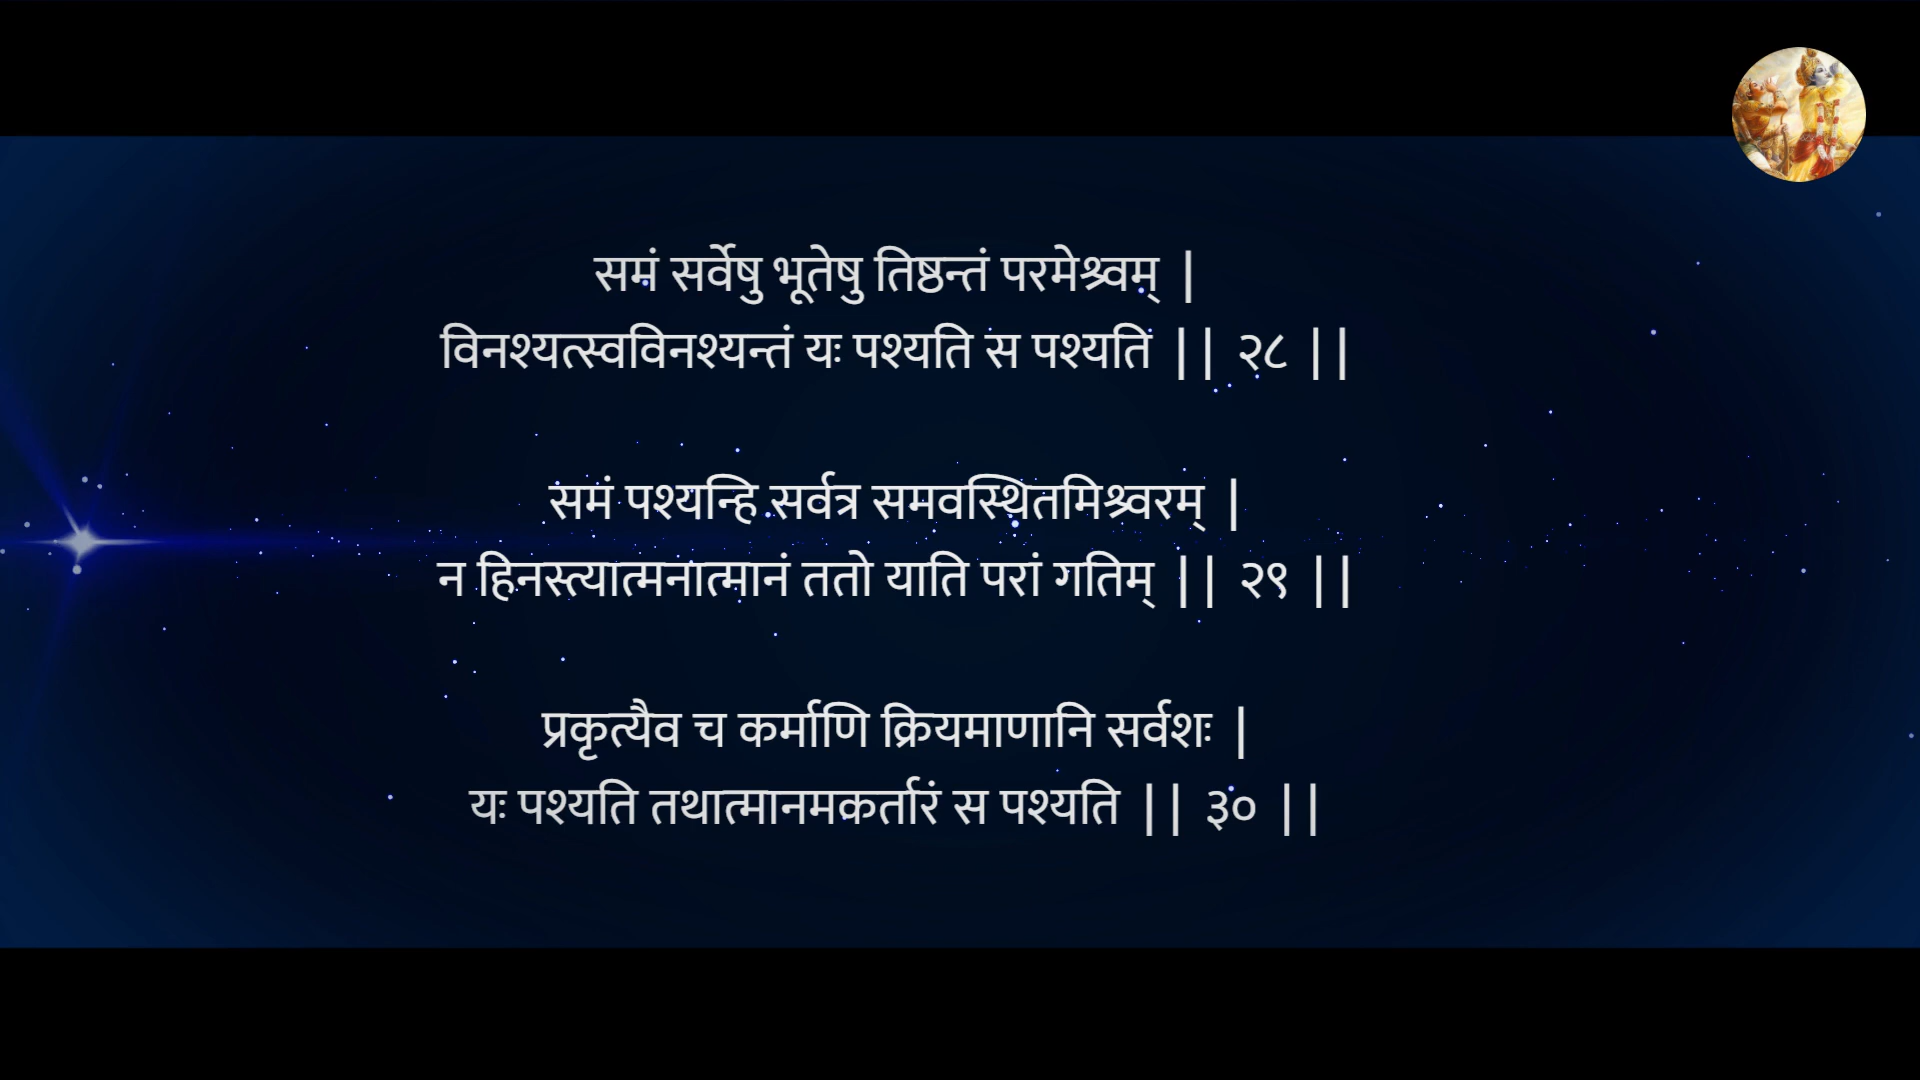 समं सर्वेषु भूतेषु तिष्ठन्तं परमेश्र्वम् |
विनश्यत्स्वविनश्यन्तं यः पश्यति स पश्यति || २८ ||
समं पश्यन्हि सर्वत्र समवस्थितमिश्र्वरम् |
न हिनस्त्यात्मनात्मानं ततो याति परां गतिम् || २९ ||
प्रकृत्यैव च कर्माणि क्रियमाणानि सर्वशः |
यः पश्यति तथात्मानमकर्तारं स पश्यति || ३० ||